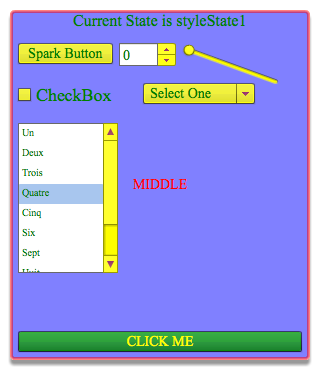 Current State is styleState1
Spark Button 0
CheckBox Select One
Un
Deux
Trois
Quatre
MIDDLE
Cinq
Six
Sept
Huit
CLICK ME